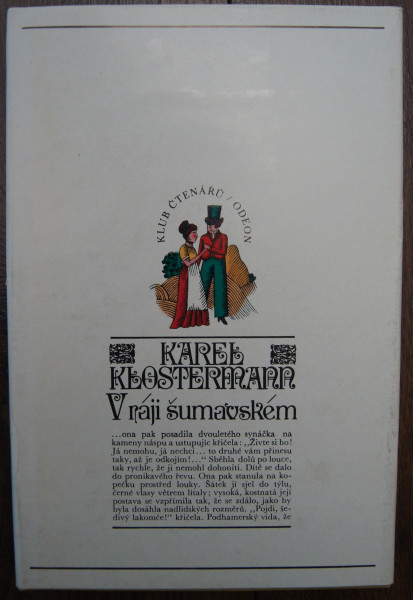 KLUB ČTENÁŘŮ / ODEON
KAREL
KLOSTERMANN
V ráji šumavském
...ona pak posadila dvouletého synáčka na
kameny náspu a ustupujíc křičela: „Živte si ho!
Já nemohu, já nechci... to druhé vám přinesu
taky, až je odkojím!...“ Sběhla dolů po louce,
tak rychle, že ji nemohl dohoniti. Dítě se dalo
do pronikavého řevu. Ona pak stanula na ko-
pečku prostřed louky. Šátek jí sjel do týlu,
černé vlasy větrem lítaly; vysoká, kostnatá její
postava se vzpřímila tak, že se zdálo, jako by
byla dosáhla nadlidských rozměrů. „Pojdi, še-
divý lakomče!“ křičela. Podhamerský vida, že